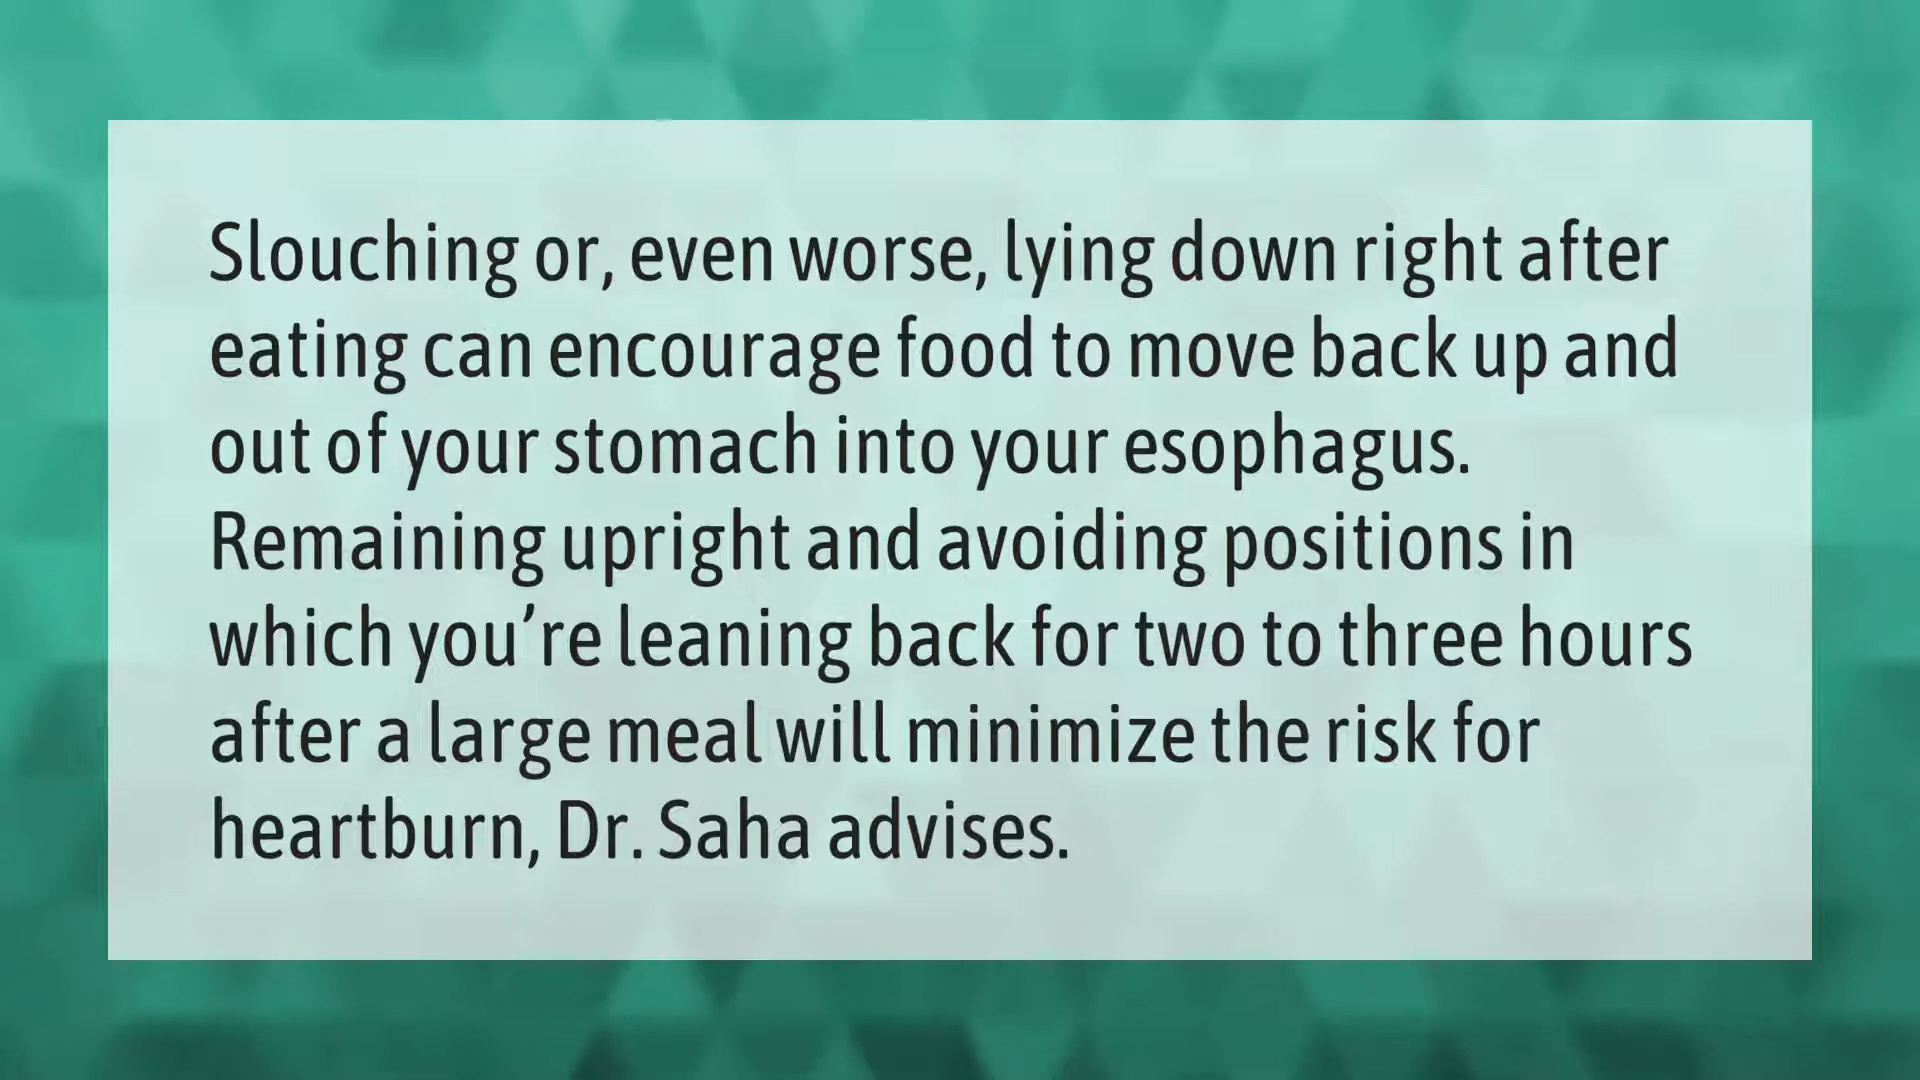 Slouching or, even worse, lying down right after
eating can encourage food to move back up and
out of your stomach into your esophagus.
Remaining upright and avoiding positions in
which you’re leaning back for two to three hours
after a large meal will minimize the risk for
heartburn, Dr. Saha advises.